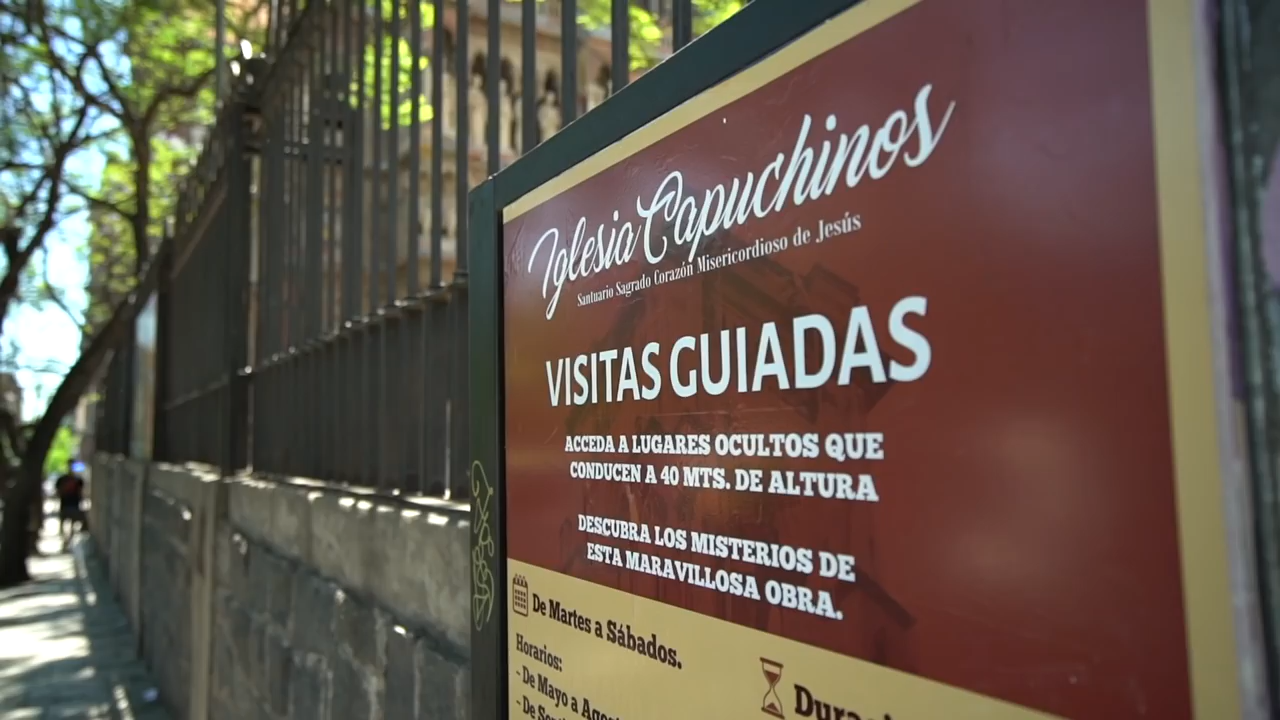 Iglesia Capuchinos
Santuario Sagrado Corazón Misericordioso de Jesús
VISITAS GUIADAS
ACCEDA A LUGARES OCULTOS QUE
CONDUCEN A 40 MTS. DE ALTURA
DESCUBRA LOS MISTERIOS DE
ESTA MARAVILLOSA OBRA.
De Martes a Sábados.
Horarios:
- De Mayo a
- De